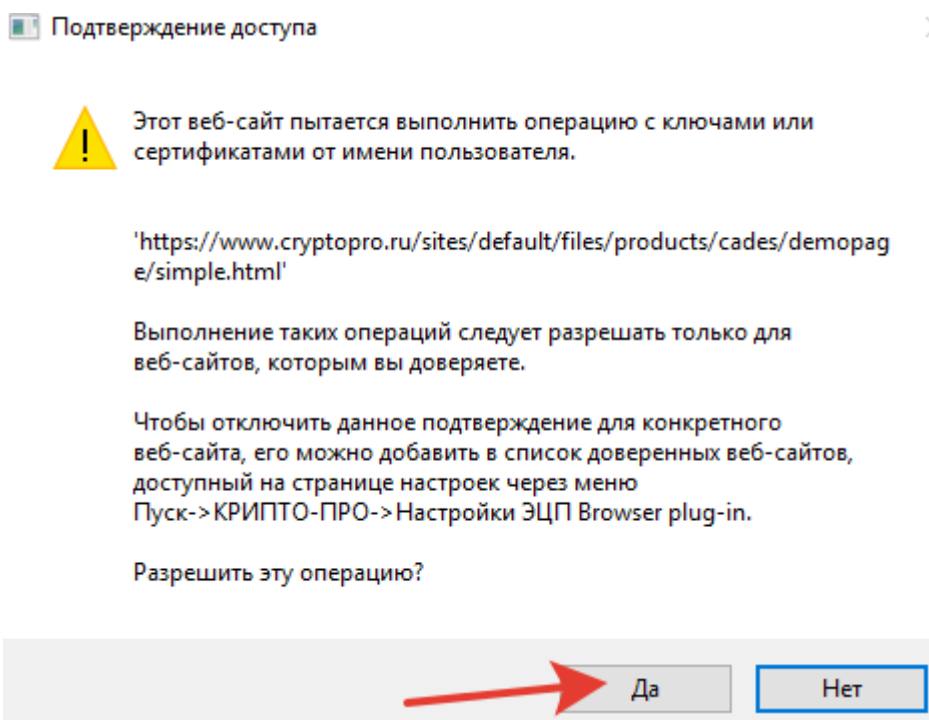 Подтверждение доступа
!
Этот веб-сайт пытается выполнить операцию с ключами или
сертификатами от имени пользователя.
'https://www.cryptopro.ru/sites/default/files/products/cades/demopag
e/simple.html'
Выполнение таких операций следует разрешать только для
веб-сайтов, которым вы доверяете.
Чтобы отключить данное подтверждение для конкретного
веб-сайта, его можно добавить в список доверенных веб-сайтов,
доступный на странице настроек через меню
Пуск->КРИПТО-ПРО->Настройки ЭЦП Browser plug-in.
Разрешить эту операцию?
Да
Нет